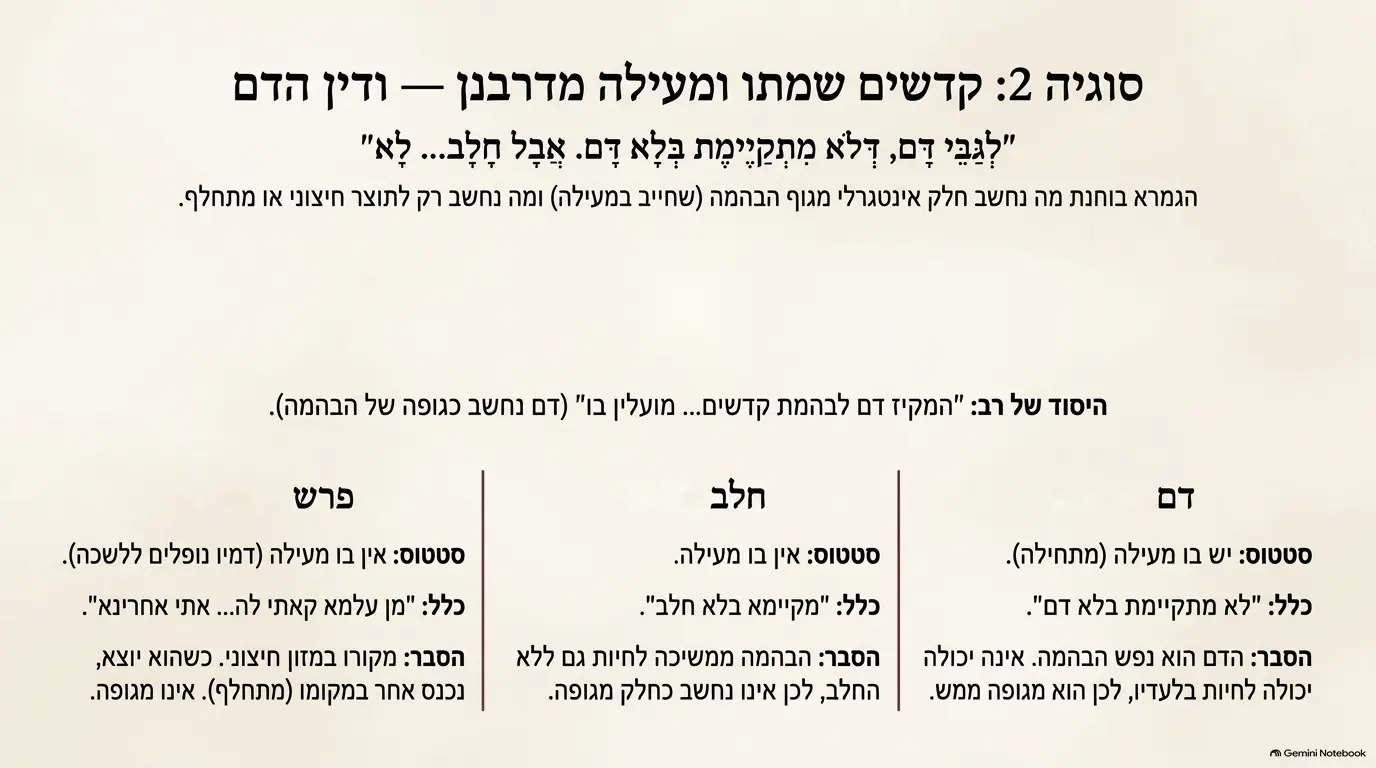 סוגיה 2: קדשים שמתו ומעילה מדרבנן — ודין הדם
"לְגַּבֵּי דָּם, דְּלֹא מִתְקַיֶּימֶת בְּלָא דָּם. אֲבָל חָלָב... לָא"
הגמרא בוחנת מה נחשב חלק אינטגרלי מגוף הבהמה (שחייב במעילה) ומה נחשב רק לתוצר חיצוני או מתחלף.
היסוד של רב: "המקיז דם לבהמת קדשים... מועלין בו" (דם נחשב כגופה של הבהמה).
דם
סטטוס: יש בו מעילה (מתחילה).
כלל: "לא מתקיימת בלא דם".
הסבר: הדם הוא נפש הבהמה. אינה יכולה
יכולה לחיות בלעדיו, לכן הוא מגופה ממש.
חלב
סטטוס: אין בו מעילה.
כלל: "מקיימא בלא חלב".
הסבר: הבהמה ממשיכה לחיות גם ללא
החלב, לכן אינו נחשב כחלק מגופה.
פרש
סטטוס: אין בו מעילה (דמיו נופלים ללשכה).
כלל: "מן עלמא קאתי לה... אתי אחרינא".
הסבר: מקורו במזון חיצוני. כשהוא יוצא,
נכנס אחר במקומו (מתחלף). אינו מגופה.
Gemini Notebook